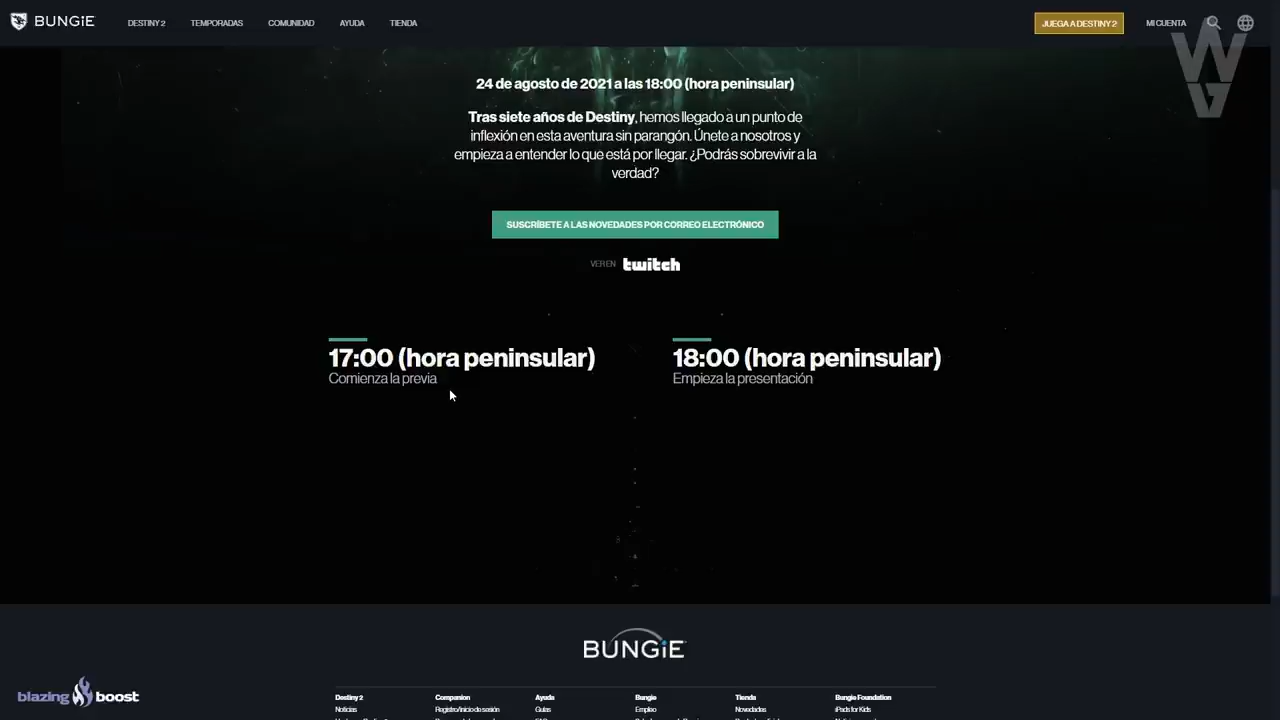 BUNGiE
DESTINY 2 TEMPORADAS COMUNIDAD AYUDA TIENDA
JUEGA A DESTINY 2
MI CUENTA
24 de agosto de 2021 a las 18:00 (hora peninsular)
Tras siete años de Destiny, hemos llegado a un punto de
inflexión en esta aventura sin parangón. Únete a nosotros y
empieza a entender lo que está por llegar. ¿Podrás sobrevivir a la
verdad?
SUSCRÍBETE A LAS NOVEDADES POR CORREO ELECTRÓNICO
VER EN twitch
17:00 (hora peninsular)
Comienza la previa
18:00 (hora peninsular)
Empieza la presentación
BUNGiE
blazing boost
Destiny 2 Companion Ayuda Bungie Tienda Bungie Foundation
Noticias Registro/Inicio de sesión Guías Empleo Novedades iPads for Kids